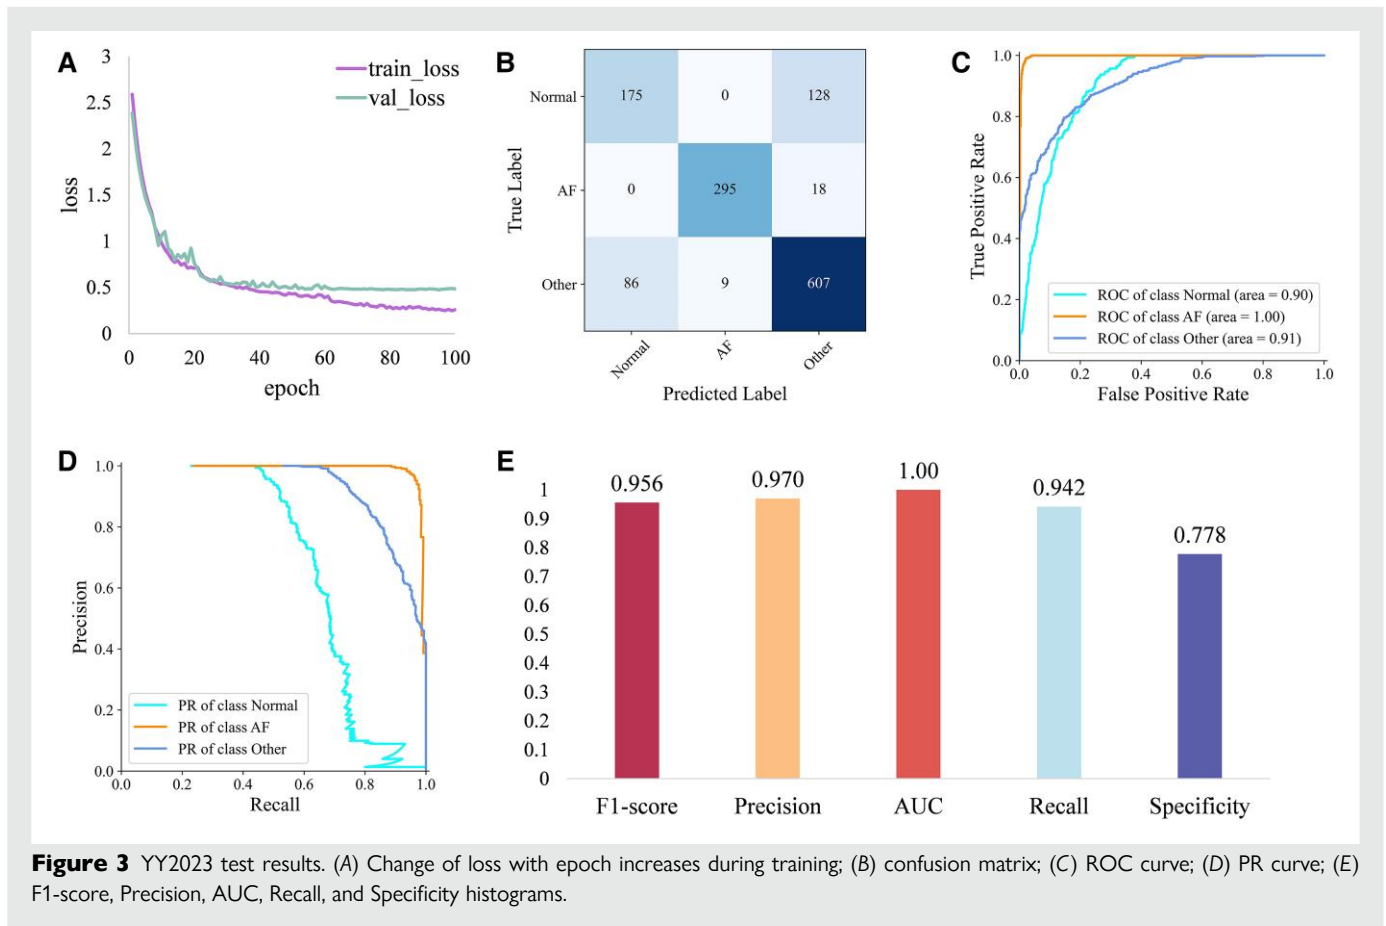 A
3
2.5
2
1.5
1
0.5
0
loss
0 20 40 60 80 100
epoch
train_loss
val_loss
B
True Label
Normal
AF
Other
175 0 128
0 295 18
86 9 607
Normal AF Other
Predicted Label
C
True Positive Rate
1.0
0.8
0.6
0.4
0.2
0.0
ROC of class Normal (area = 0.90)
ROC of class AF (area = 1.00)
ROC of class Other (area = 0.91)
0.0 0.2 0.4 0.6 0.8 1.0
False Positive Rate
D
Precision
1.0
0.8
0.6
0.4
0.2
0.0
PR of class Normal
PR of class AF
PR of class Other
0.0 0.2 0.4 0.6 0.8 1.0
Recall
E
1
0.9
0.8
0.7
0.6
0.5
0.4
0.3
0.2
0.1
0
0.956 0.970 1.00 0.942 0.778
F1-score Precision AUC Recall Specificity
Figure 3 YY2023 test results. (A) Change of loss with epoch increases during training; (B) confusion matrix; (C) ROC curve; (D) PR curve; (E)
F1-score, Precision, AUC, Recall, and Specificity histograms.